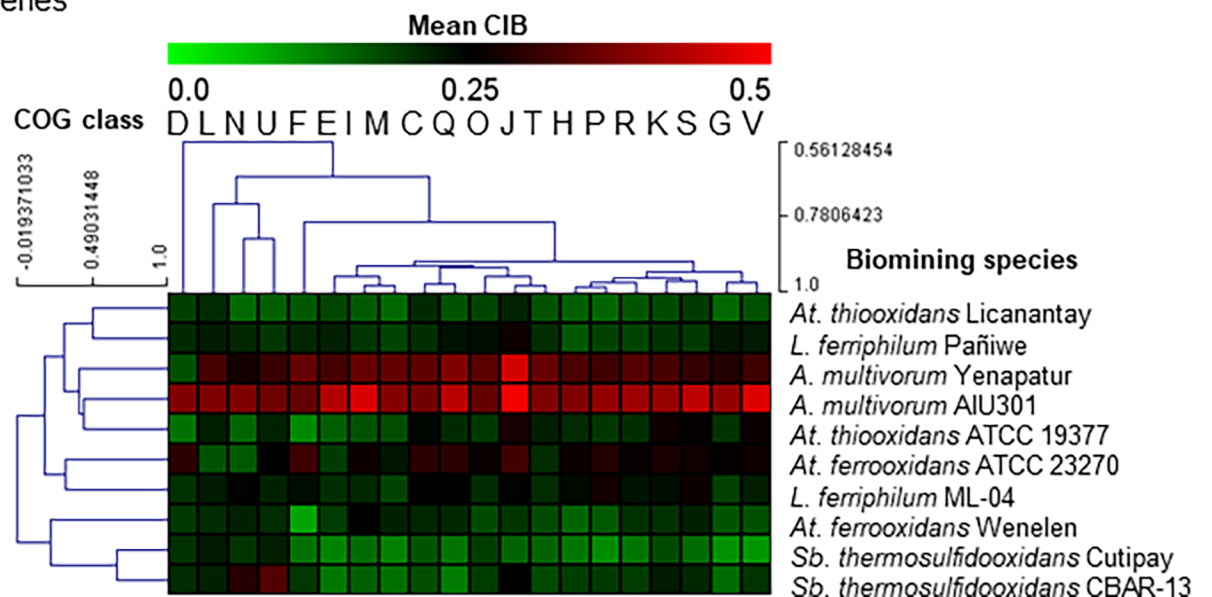 enes
Mean CIB
0.0 0.25 0.5
COG class D L N U F E I M C Q O J T H P R K S G V
-0.019371033
0.49031448
1.0
0.56128454
0.7806423
1.0
Biomining species
At. thiooxidans Licanantay
L. ferriphilum Pañiwe
A. multivorum Yenapatur
A. multivorum AIU301
At. thiooxidans ATCC 19377
At. ferrooxidans ATCC 23270
L. ferriphilum ML-04
At. ferrooxidans Wenelen
Sb. thermosulfidooxidans Cutipay
Sb. thermosulfidooxidans CBAR-13